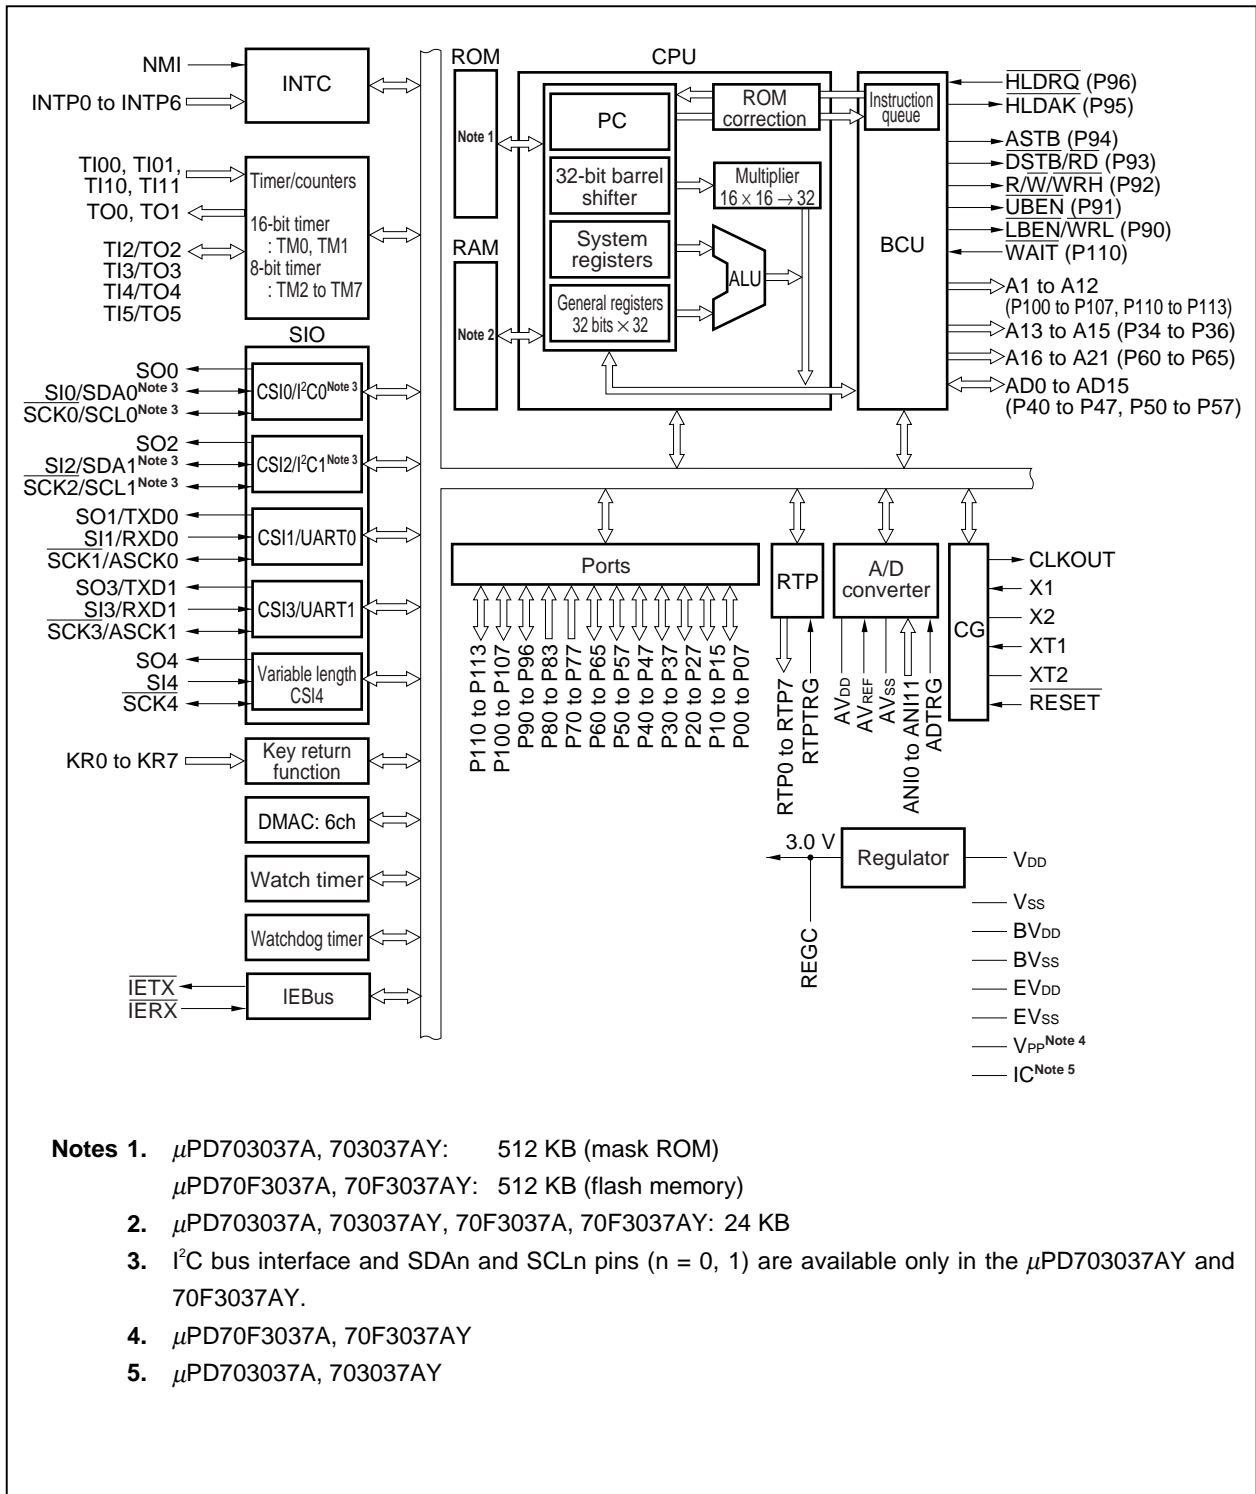 NMI
INTP0 to INTP6
INTC
TI00, TI01,
TI10, TI11
TO0, TO1
TI2/TO2
TI3/TO3
TI4/TO4
TI5/TO5
Timer/counters
16-bit timer
: TM0, TM1
8-bit timer
: TM2 to TM7
SIO
SO0
SI0/SDA0Note 3
SCK0/SCL0Note 3
CSI0/I²C0Note 3
SO2
SI2/SDA1Note 3
SCK2/SCL1Note 3
CSI2/I²C1Note 3
SO1/TXD0
SI1/RXD0
SCK1/ASCK0
CSI1/UART0
SO3/TXD1
SI3/RXD1
SCK3/ASCK1
CSI3/UART1
SO4
SI4
SCK4
Variable length
CSI4
KR0 to KR7
Key return
function
DMAC: 6ch
Watch timer
Watchdog timer
IETX
IERX
IEBus
ROM
Note 1
RAM
Note 2
CPU
PC
32-bit barrel
shifter
System
registers
General registers
32 bits × 32
ROM
correction
Multiplier
16 × 16 → 32
ALU
Instruction
queue
BCU
HLDRQ (P96)
HLDAK (P95)
ASTB (P94)
DSTB/RD (P93)
R/W/WRH (P92)
UBEN (P91)
LBEN/WRL (P90)
WAIT (P110)
A1 to A12
(P100 to P107, P110 to P113)
A13 to A15 (P34 to P36)
A16 to A21 (P60 to P65)
AD0 to AD15
(P40 to P47, P50 to P57)
Ports
P110 to P113
P100 to P107
P90 to P96
P80 to P83
P70 to P77
P60 to P65
P50 to P57
P40 to P47
P30 to P37
P20 to P27
P10 to P15
P00 to P07
RTP
RTP0 to RTP7
RTPTRG
A/D
converter
AVDD
AVREF
AVSS
ANI0 to ANI11
ADTRG
CG
CLKOUT
X1
X2
XT1
XT2
RESET
3.0 V
Regulator
REGC
VDD
VSS
BVDD
BVSS
EVDD
EVSS
VPPNote 4
ICNote 5
Notes 1. μPD703037A, 703037AY: 512 KB (mask ROM)
μPD70F3037A, 70F3037AY: 512 KB (flash memory)
2. μPD703037A, 703037AY, 70F3037A, 70F3037AY: 24 KB
3. I²C bus interface and SDAn and SCLn pins (n = 0, 1) are available only in the μPD703037AY and
70F3037AY.
4. μPD70F3037A, 70F3037AY
5. μPD703037A, 703037AY